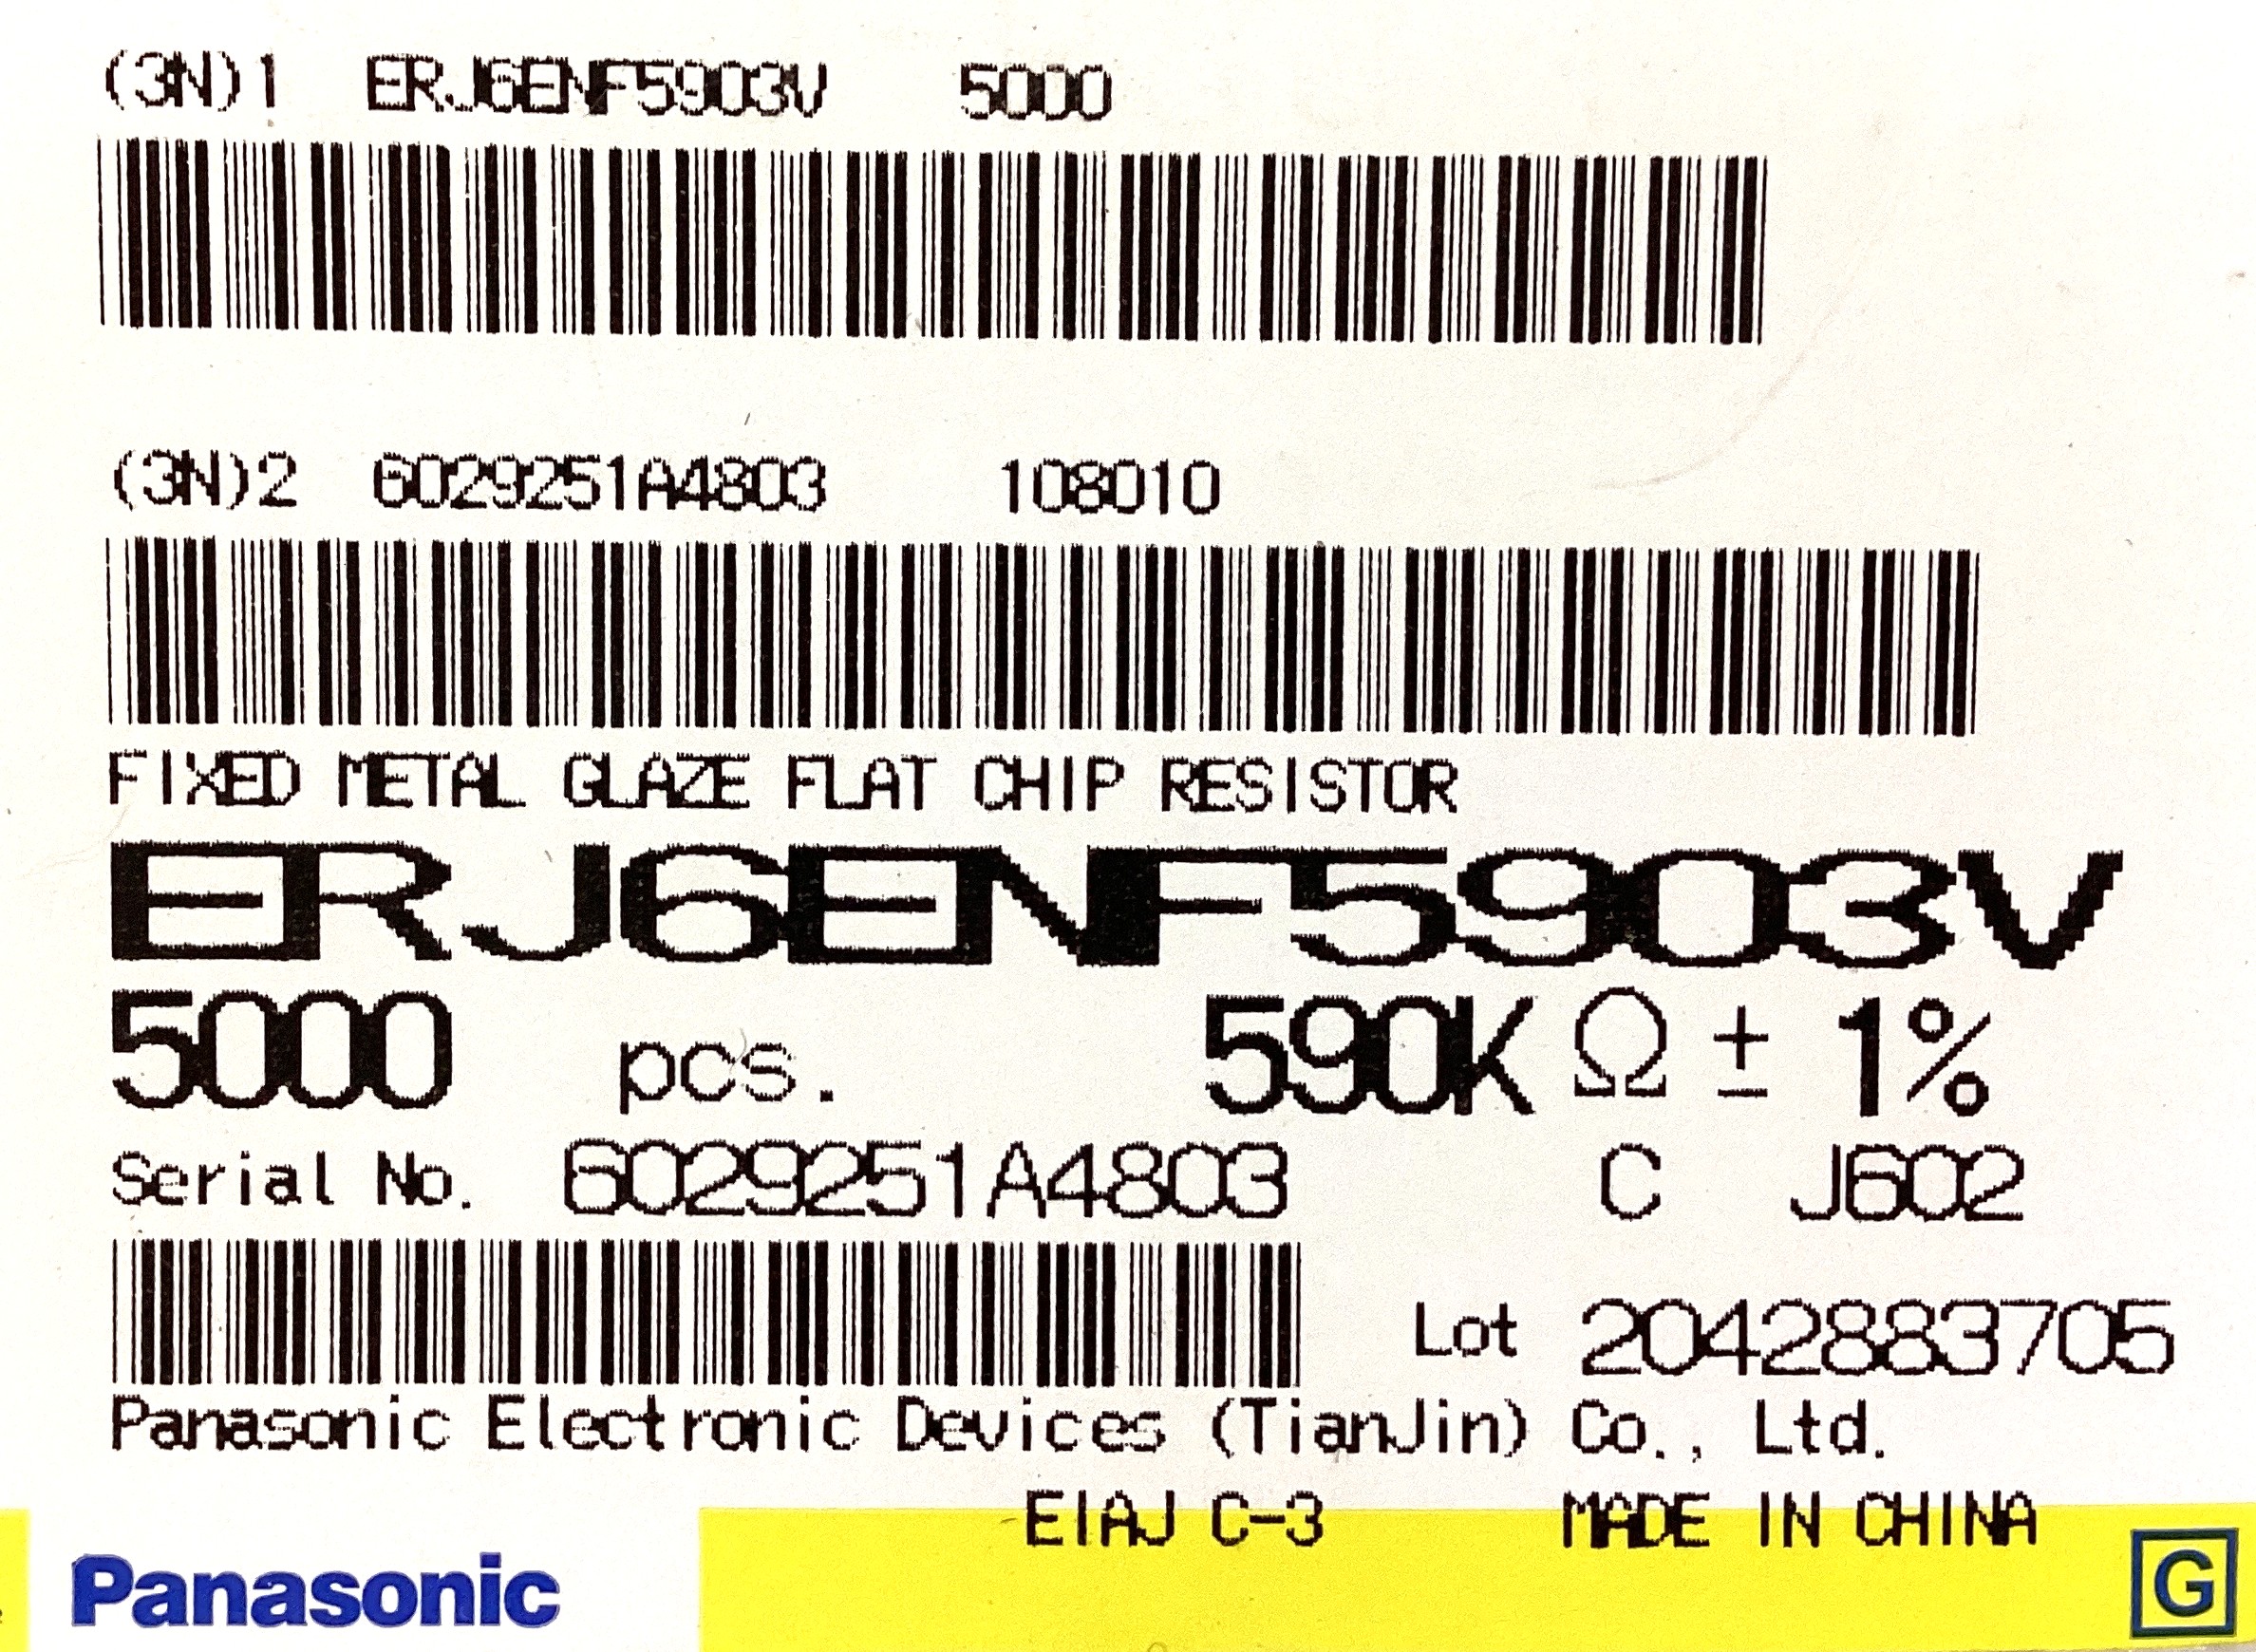 (3N)1 ERJ6ENF5903V 5000
(3N)2 6029251A4803 108010
FIXED METAL GLAZE FLAT CHIP RESISTOR
ERJ6ENF5903V
5000 pcs. 590KΩ ± 1%
Serial No. 6029251A4803 C J602
Lot 2042883705
Panasonic Electronic Devices (TianJin) Co., Ltd.
EIAJ C-3 MADE IN CHINA
Panasonic G